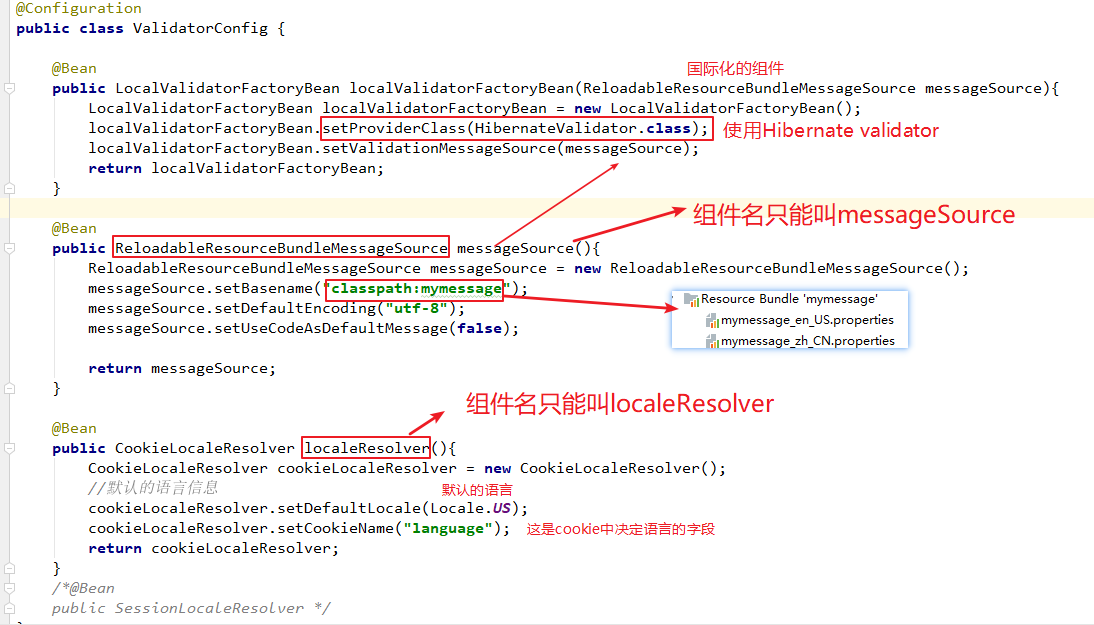 @Configuration
public class ValidatorConfig {
@Bean
国际化的组件
public LocalValidatorFactoryBean localValidatorFactoryBean(ReloadableResourceBundleMessageSource messageSource){
LocalValidatorFactoryBean localValidatorFactoryBean = new LocalValidatorFactoryBean();
localValidatorFactoryBean.setProviderClass(HibernateValidator.class); 使用Hibernate validator
localValidatorFactoryBean.setValidationMessageSource(messageSource);
return localValidatorFactoryBean;
}
组件名只能叫messageSource
@Bean
public ReloadableResourceBundleMessageSource messageSource(){
ReloadableResourceBundleMessageSource messageSource = new ReloadableResourceBundleMessageSource();
messageSource.setBasename("classpath:mymessage");
Resource Bundle 'mymessage'
messageSource.setDefaultEncoding("utf-8");
mymessage_en_US.properties
messageSource.setUseCodeAsDefaultMessage(false);
mymessage_zh_CN.properties
return messageSource;
}
组件名只能叫localeResolver
@Bean
public CookieLocaleResolver localeResolver(){
CookieLocaleResolver cookieLocaleResolver = new CookieLocaleResolver();
//默认的语言信息
默认的语言
cookieLocaleResolver.setDefaultLocale(Locale.US);
cookieLocaleResolver.setCookieName("language"); 这是cookie中决定语言的字段
return cookieLocaleResolver;
}
/*@Bean
public SessionLocaleResolver */